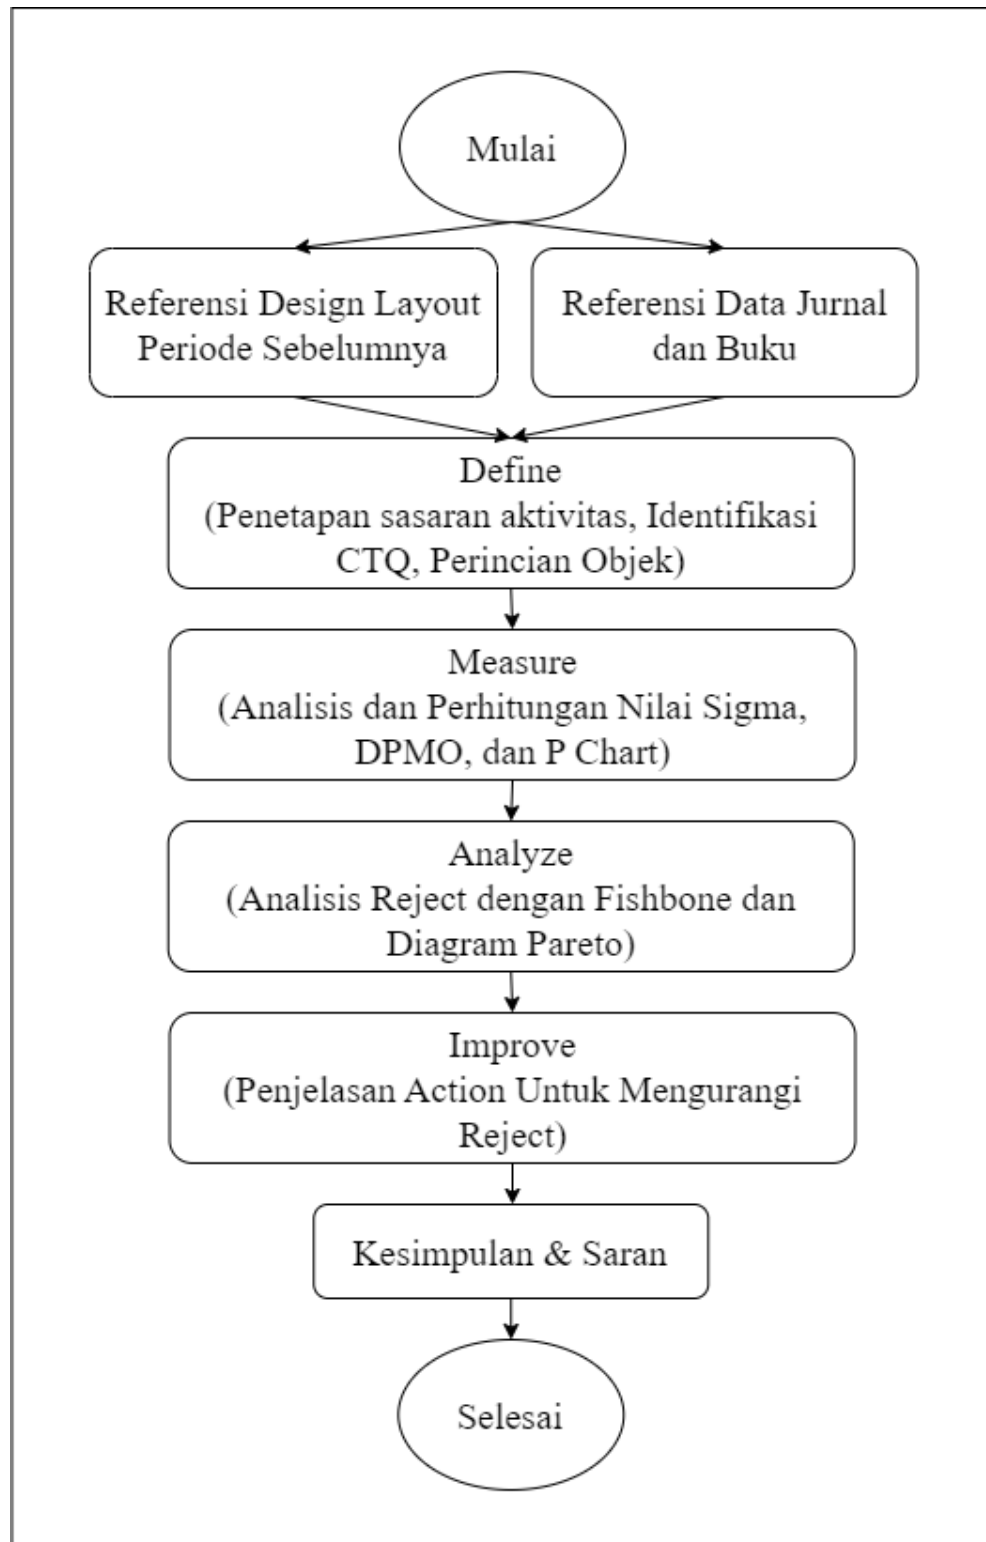 Mulai
Referensi Design Layout
Periode Sebelumnya
Referensi Data Jurnal
dan Buku
Define
(Penetapan sasaran aktivitas, Identifikasi
CTQ, Perincian Objek)
Measure
(Analisis dan Perhitungan Nilai Sigma,
DPMO, dan P Chart)
Analyze
(Analisis Reject dengan Fishbone dan
Diagram Pareto)
Improve
(Penjelasan Action Untuk Mengurangi
Reject)
Kesimpulan & Saran
Selesai